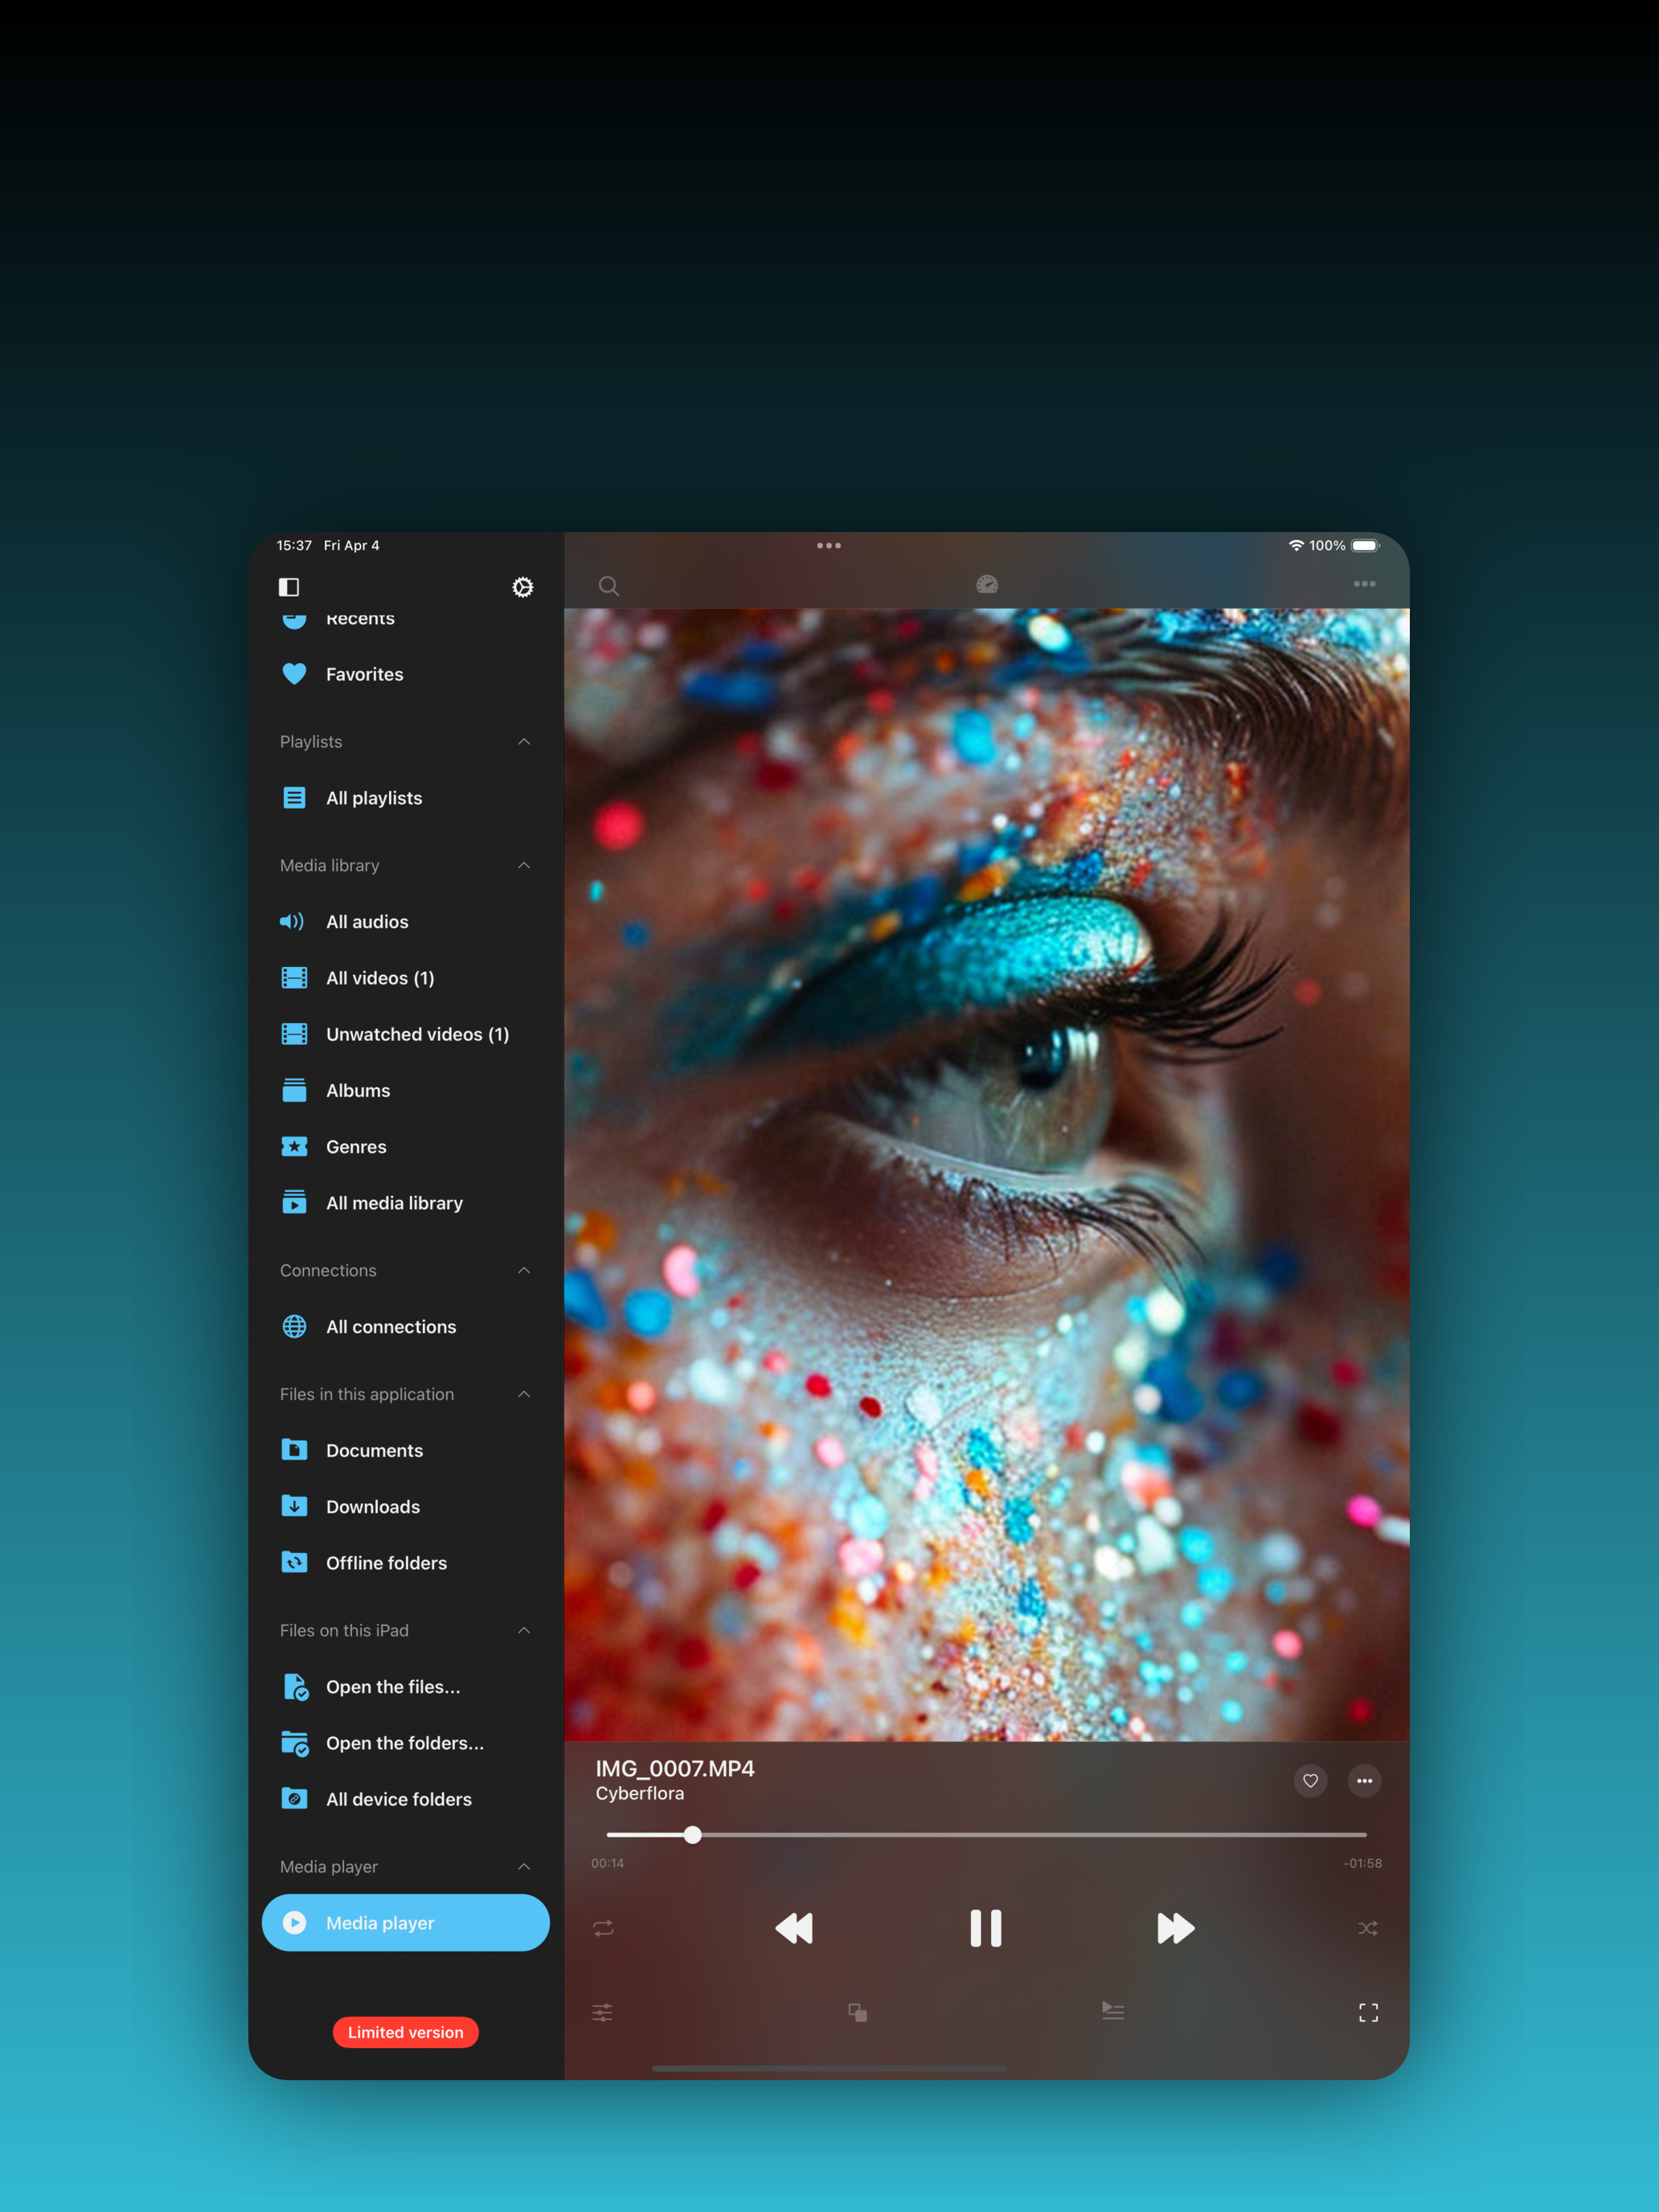 15:37 Fri Apr 4
100%
Recents
Favorites
Playlists
All playlists
Media library
All audios
All videos (1)
Unwatched videos (1)
Albums
Genres
All media library
Connections
All connections
Files in this application
Documents
Downloads
Offline folders
Files on this iPad
Open the files...
Open the folders...
All device folders
Media player
Media player
Limited version
IMG_0007.MP4
Cyberflora
00:14
-01:58